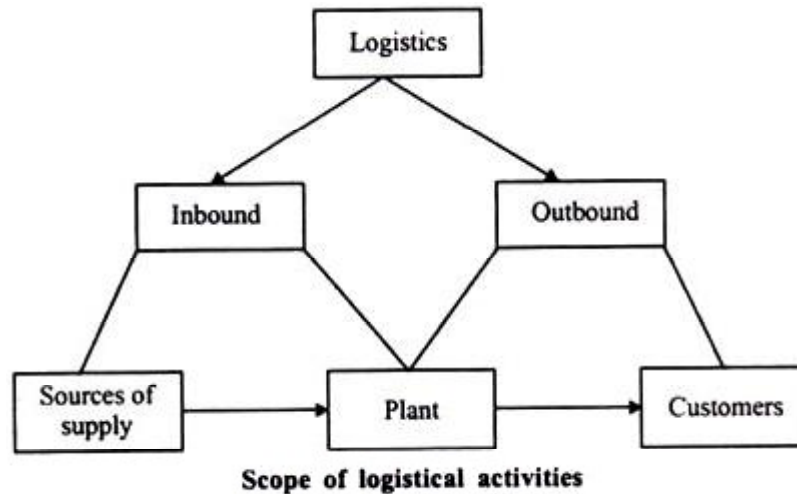 Logistics
Inbound
Outbound
Sources of
supply
Plant
Customers
Scope of logistical activities